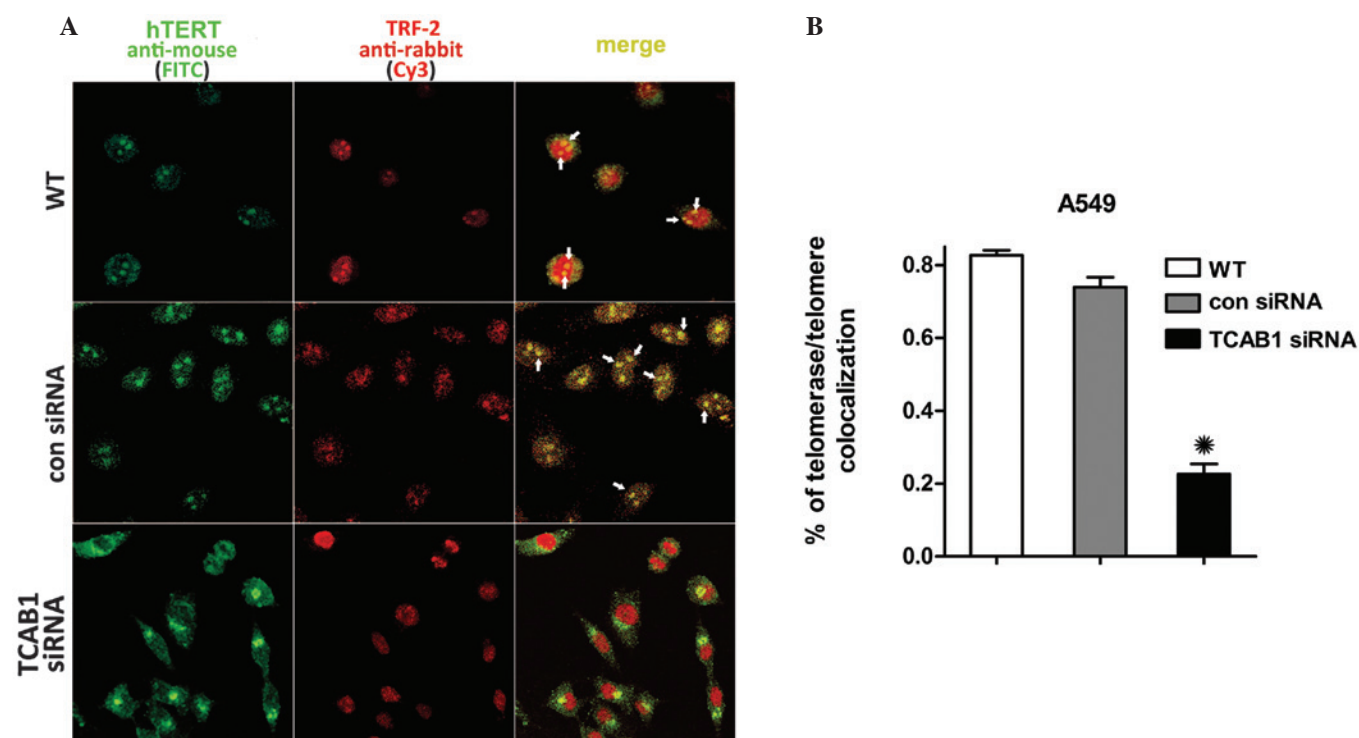 A
hTERT
anti-mouse
(FITC)
TRF-2
anti-rabbit
(Cy3)
merge
WT
con siRNA
TCAB1
siRNA
B
A549
% of telomerase/telomere
colocalization
0.8
0.6
0.4
0.2
0.0
WT
con siRNA
TCAB1 siRNA